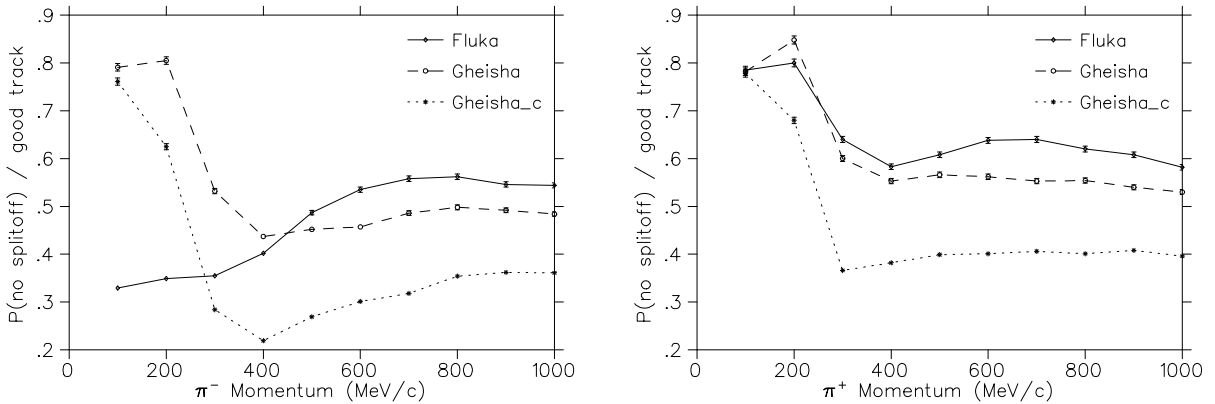 P(no splitoff) / good track
.9
.8
.7
.6
.5
.4
.3
.2
0
200
400
600
800
1000
π⁻ Momentum (MeV/c)
Fluka
Gheisha
Gheisha_c
P(no splitoff) / good track
.9
.8
.7
.6
.5
.4
.3
.2
0
200
400
600
800
1000
π⁺ Momentum (MeV/c)
Fluka
Gheisha
Gheisha_c